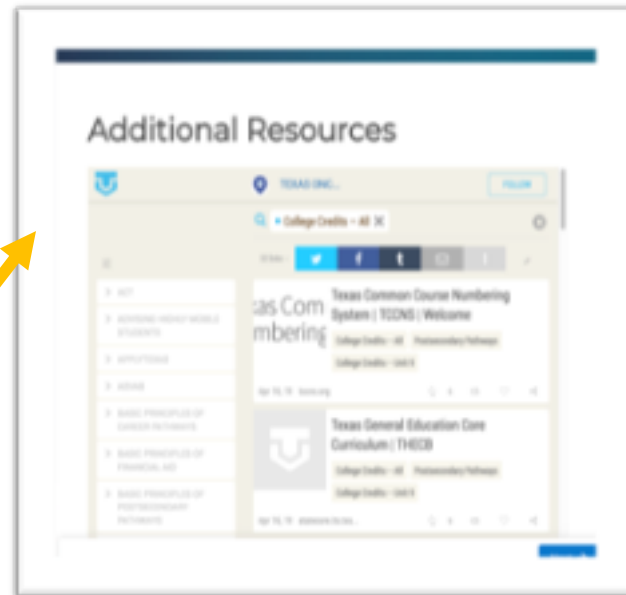 Additional Resources
TEXAS ONC...
FOLLOW
College Credits - All X
> ACT
> ADVISING HIGHLY MOBILE
STUDENTS
> APPLYTEXAS
> ABUSE
> BASIC PRINCIPLES OF
CAREER PATHWAYS
> BASIC PRINCIPLES OF
FINANCIAL AID
> BASIC PRINCIPLES OF
POSTSECONDARY
PATHWAYS
as Com
mbering
Texas Common Course Numbering
System | TCCNS | Welcome
College Credits - All Postsecondary Pathways
College Credits - Unit 9
Texas General Education Core
Curriculum | THECB
College Credits - All Postsecondary Pathways
College Credits - Unit 9